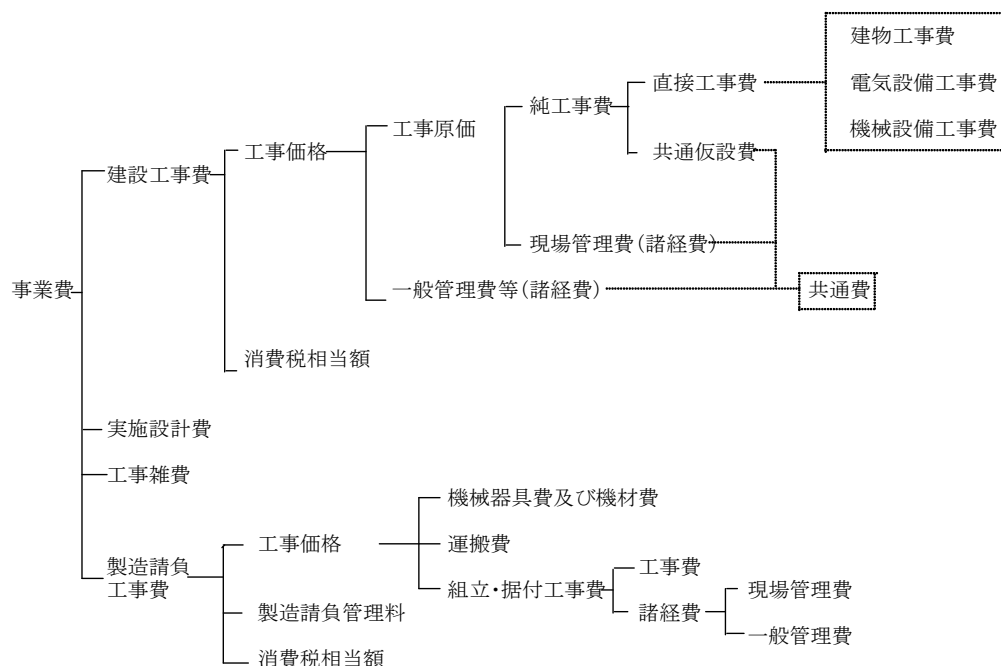 建物工事費
直接工事費
電気設備工事費
純工事費
工事原価
機械設備工事費
工事価格
共通仮設費
建設工事費
現場管理費(諸経費)
事業費
一般管理費等(諸経費)
共通費
消費税相当額
実施設計費
工事雑費
機械器具費及び機材費
工事価格
運搬費
製造請負
工事費
工事費
組立・据付工事費
現場管理費
製造請負管理料
諸経費
一般管理費
消費税相当額